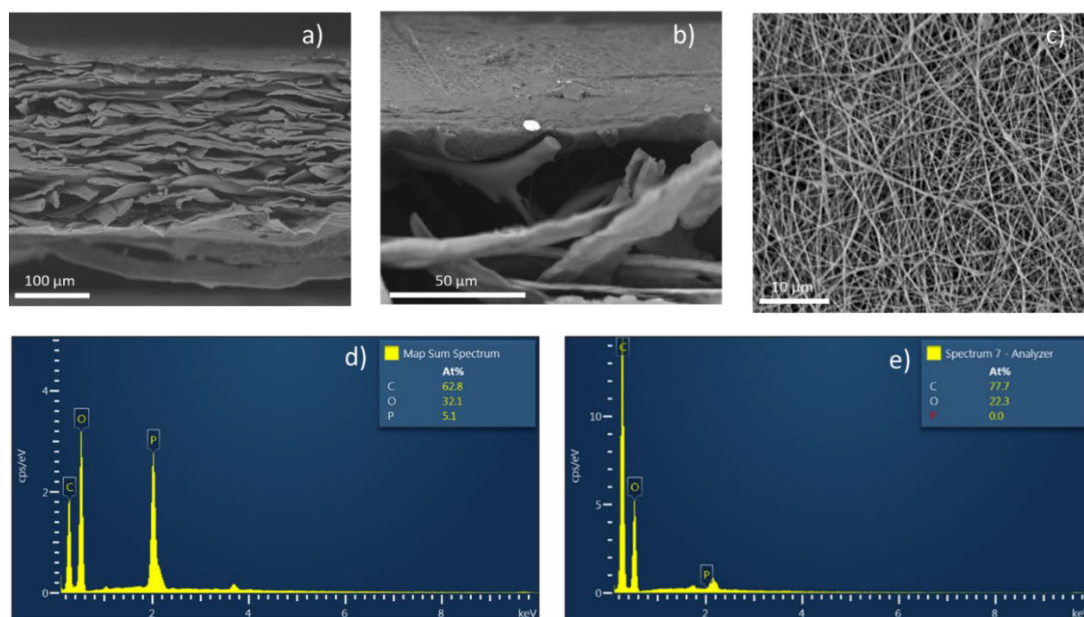 a)
100 µm
b)
50 µm
c)
10 µm
d)
Map Sum Spectrum
At%
C 62.8
O 32.1
P 5.1
4
2
0
cps/eV
C
O
P
2
4
6
8
keV
e)
Spectrum 7 - Analyzer
At%
C 77.7
O 22.3
P 0.0
10
5
0
cps/eV
C
O
P
2
4
6
8